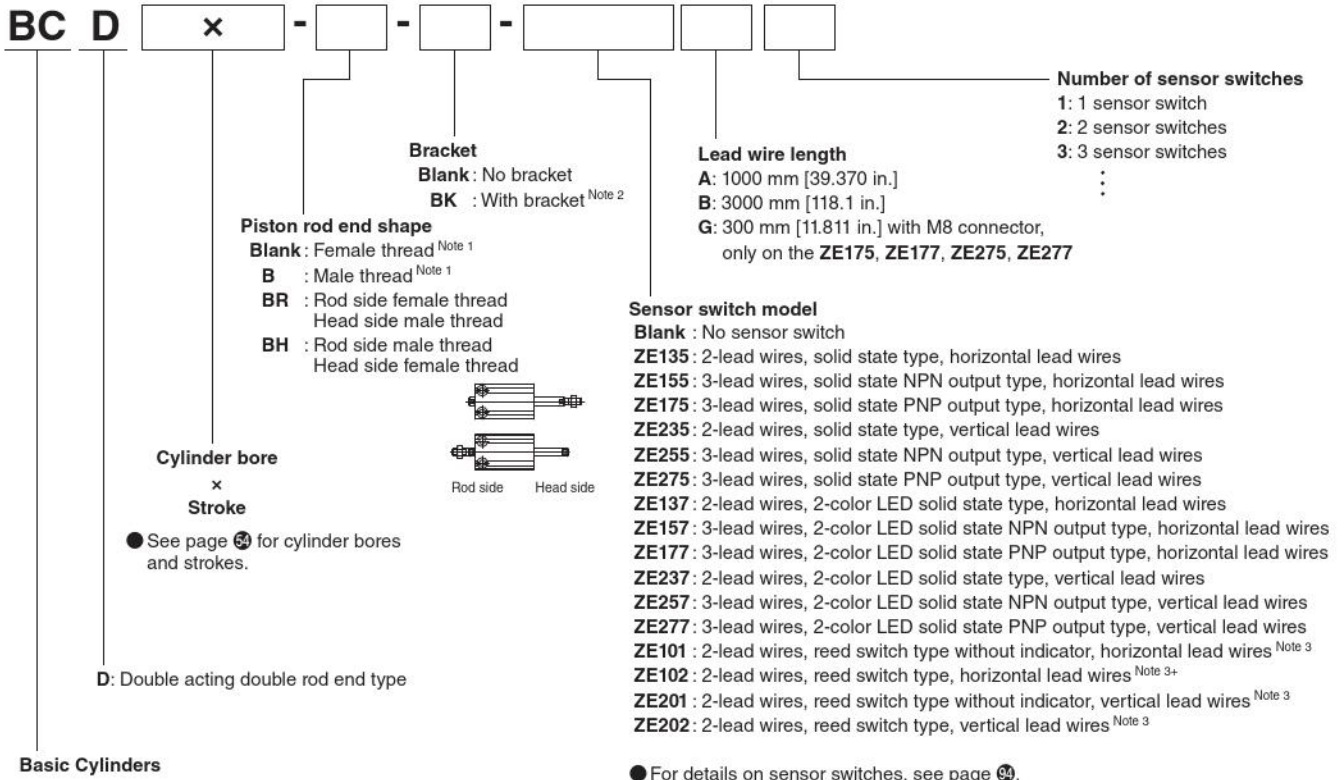 BC D × - - -
Number of sensor switches
1: 1 sensor switch
2: 2 sensor switches
3: 3 sensor switches
⋮
Lead wire length
A: 1000 mm [39.370 in.]
B: 3000 mm [118.1 in.]
G: 300 mm [11.811 in.] with M8 connector,
only on the ZE175, ZE177, ZE275, ZE277
Bracket
Blank: No bracket
BK : With bracket Note 2
Piston rod end shape
Blank: Female thread Note 1
B : Male thread Note 1
BR : Rod side female thread
Head side male thread
BH : Rod side male thread
Head side female thread
Rod side Head side
Sensor switch model
Blank : No sensor switch
ZE135: 2-lead wires, solid state type, horizontal lead wires
ZE155: 3-lead wires, solid state NPN output type, horizontal lead wires
ZE175: 3-lead wires, solid state PNP output type, horizontal lead wires
ZE235: 2-lead wires, solid state type, vertical lead wires
ZE255: 3-lead wires, solid state NPN output type, vertical lead wires
ZE275: 3-lead wires, solid state PNP output type, vertical lead wires
ZE137: 2-lead wires, 2-color LED solid state type, horizontal lead wires
ZE157: 3-lead wires, 2-color LED solid state NPN output type, horizontal lead wires
ZE177: 3-lead wires, 2-color LED solid state PNP output type, horizontal lead wires
ZE237: 2-lead wires, 2-color LED solid state type, vertical lead wires
ZE257: 3-lead wires, 2-color LED solid state NPN output type, vertical lead wires
ZE277: 3-lead wires, 2-color LED solid state PNP output type, vertical lead wires
ZE101 : 2-lead wires, reed switch type without indicator, horizontal lead wires Note 3
ZE102: 2-lead wires, reed switch type, horizontal lead wires Note 3+
ZE201 : 2-lead wires, reed switch type without indicator, vertical lead wires Note 3
ZE202: 2-lead wires, reed switch type, vertical lead wires Note 3
● For details on sensor switches, see page 94.
Cylinder bore
×
Stroke
● See page 54 for cylinder bores
and strokes.
D: Double acting double rod end type
Basic Cylinders